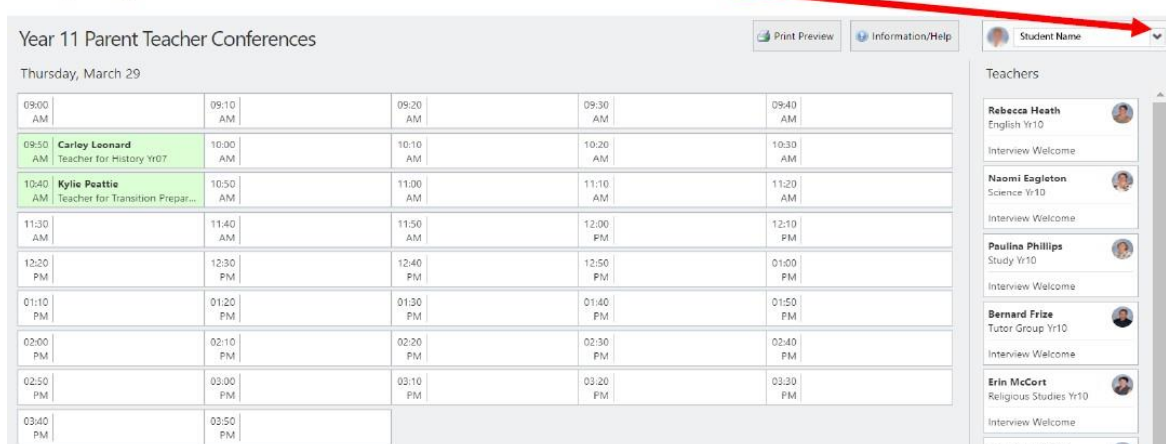 Year 11 Parent Teacher Conferences
Print Preview
Information/Help
Student Name
Thursday, March 29
Teachers
09:00 AM
09:10 AM
09:20 AM
09:30 AM
09:40 AM
09:50 AM
Carley Leonard
Teacher for History Yr07
10:00 AM
10:10 AM
10:20 AM
10:30 AM
10:40 AM
Kylie Peattie
Teacher for Transition Prepar...
10:50 AM
11:00 AM
11:10 AM
11:20 AM
11:30 AM
11:40 AM
11:50 AM
12:00 PM
12:10 PM
12:20 PM
12:30 PM
12:40 PM
12:50 PM
01:00 PM
01:10 PM
01:20 PM
01:30 PM
01:40 PM
01:50 PM
02:00 PM
02:10 PM
02:20 PM
02:30 PM
02:40 PM
02:50 PM
03:00 PM
03:10 PM
03:20 PM
03:30 PM
03:40 PM
03:50 PM
Rebecca Heath
English Yr10
Interview Welcome
Naomi Eagleton
Science Yr10
Interview Welcome
Paulina Phillips
Study Yr10
Interview Welcome
Bernard Frize
Tutor Group Yr10
Interview Welcome
Erin McCort
Religious Studies Yr10
Interview Welcome